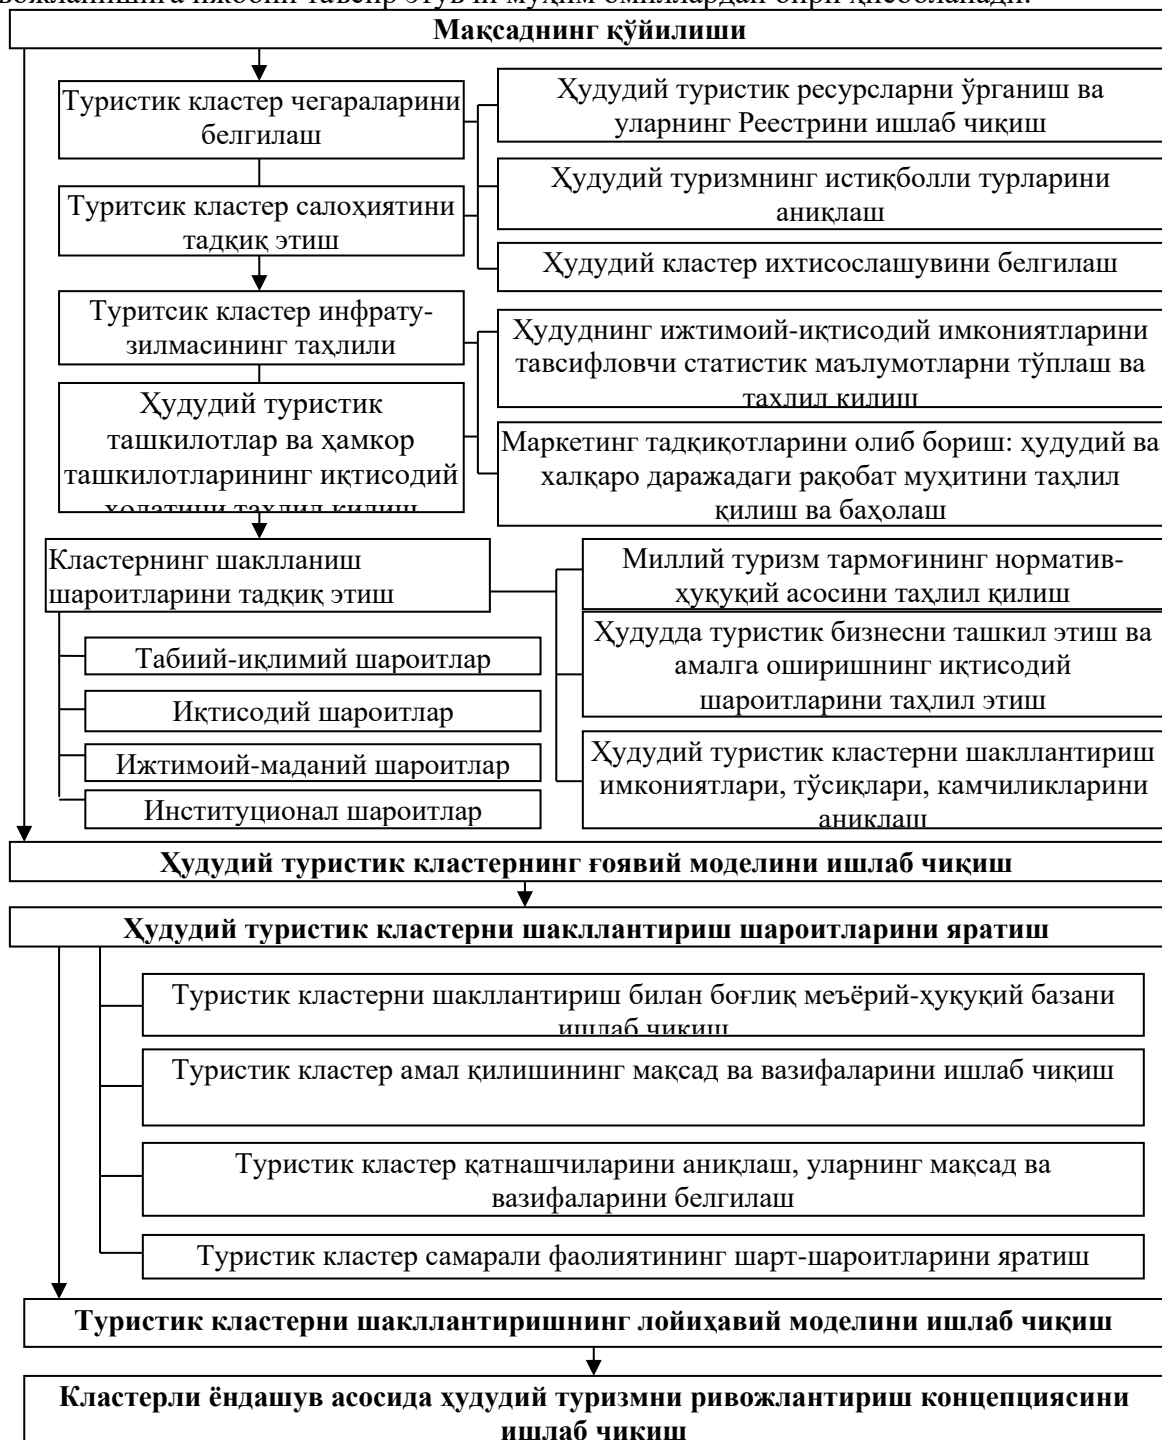 Мақсаднинг қўйилиши
Туристик кластер чегараларини
белгилаш
Ҳудудий туристик ресурсларни ўрганиш ва
уларнинг Реестрини ишлаб чиқиш
Туритсик кластер салоҳиятини
тадқиқ этиш
Ҳудудий туризмнинг истиқболли турларини
аниқлаш
Ҳудудий кластер ихтисослашувини белгилаш
Туритсик кластер инфрату-
зилмасининг таҳлили
Ҳудуднинг ижтимоий-иқтисодий имкониятларини
тавсифловчи статистик маълумотларни тўплаш ва
таҳлил қилиш
Ҳудудий туристик
ташкилотлар ва ҳамкор
ташкилотларининг иқтисодий
ҳолатини таҳлил қилиш
Маркетинг тадқиқотларини олиб бориш: ҳудудий ва
халқаро даражадаги рақобат муҳитини таҳлил
қилиш ва баҳолаш
Кластернинг шаклланиш
шароитларини тадқиқ этиш
Миллий туризм тармоғининг норматив-
ҳуқуқий асосини таҳлил қилиш
Ҳудудда туристик бизнесни ташкил этиш ва
амалга оширишнинг иқтисодий
шароитларини таҳлил этиш
Ҳудудий туристик кластерни шакллантириш
имкониятлари, тўсиқлари, камчиликларини
аниқлаш
Табиий-иқлимий шароитлар
Иқтисодий шароитлар
Ижтимоий-маданий шароитлар
Институционал шароитлар
Ҳудудий туристик кластернинг ғоявий моделини ишлаб чиқиш
Ҳудудий туристик кластерни шакллантириш шароитларини яратиш
Туристик кластерни шакллантириш билан боғлиқ меъёрий-ҳуқуқий базани
ишлаб чиқиш
Туристик кластер амал қилишининг мақсад ва вазифаларини ишлаб чиқиш
Туристик кластер қатнашчиларини аниқлаш, уларнинг мақсад ва
вазифаларини белгилаш
Туристик кластер самарали фаолиятининг шарт-шароитларини яратиш
Туристик кластерни шакллантиришнинг лойиҳавий моделини ишлаб чиқиш
Кластерли ёндашув асосида ҳудудий туризмни ривожлантириш концепциясини
ишлаб чиқиш